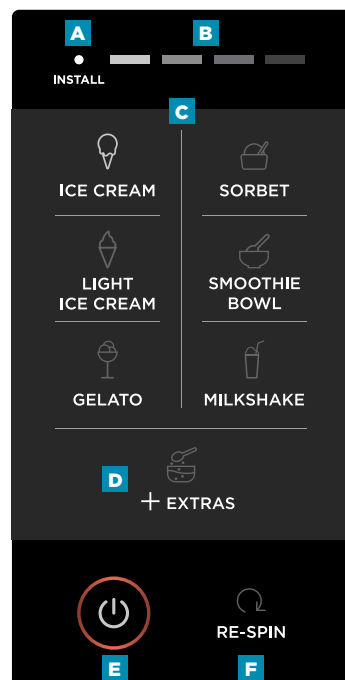 A
B
INSTALL
C
ICE CREAM
SORBET
LIGHT
ICE CREAM
SMOOTHIE
BOWL
GELATO
MILKSHAKE
D
+ EXTRAS
RE-SPIN
E
F